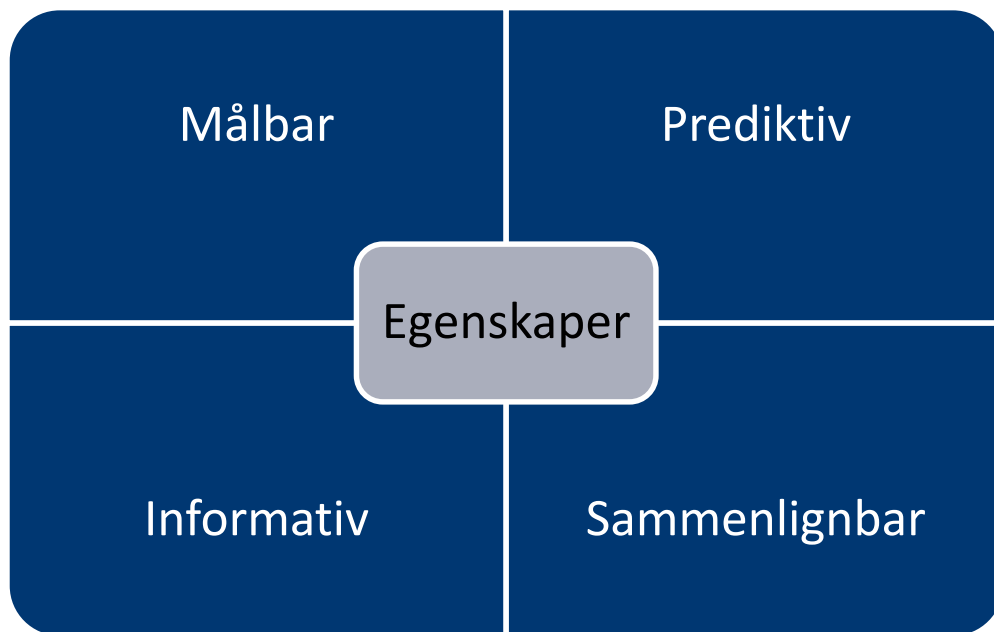 Målbar
Prediktiv
Egenskaper
Informativ
Sammenlignbar